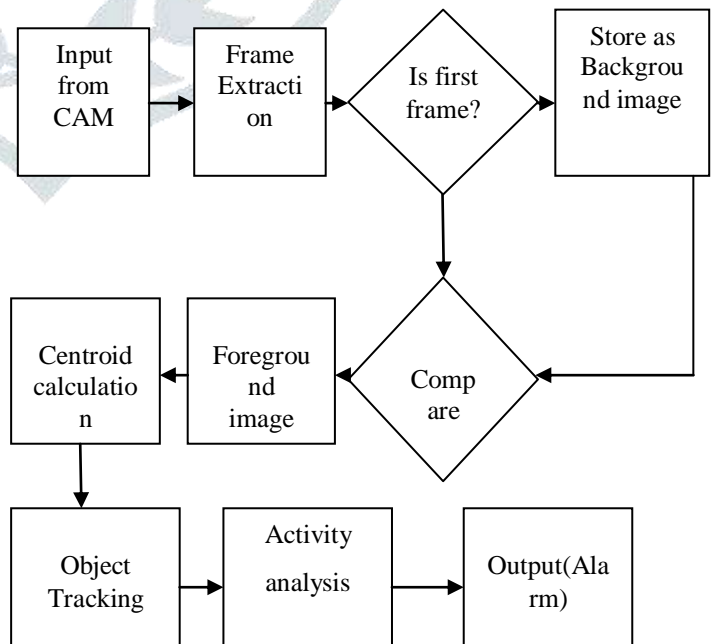 Input
from
CAM
Frame
Extracti
on
Is first
frame?
Store as
Backgrou
nd image
Comp
are
Foregrou
nd
image
Centroid
calculatio
n
Object
Tracking
Activity
analysis
Output(Ala
rm)